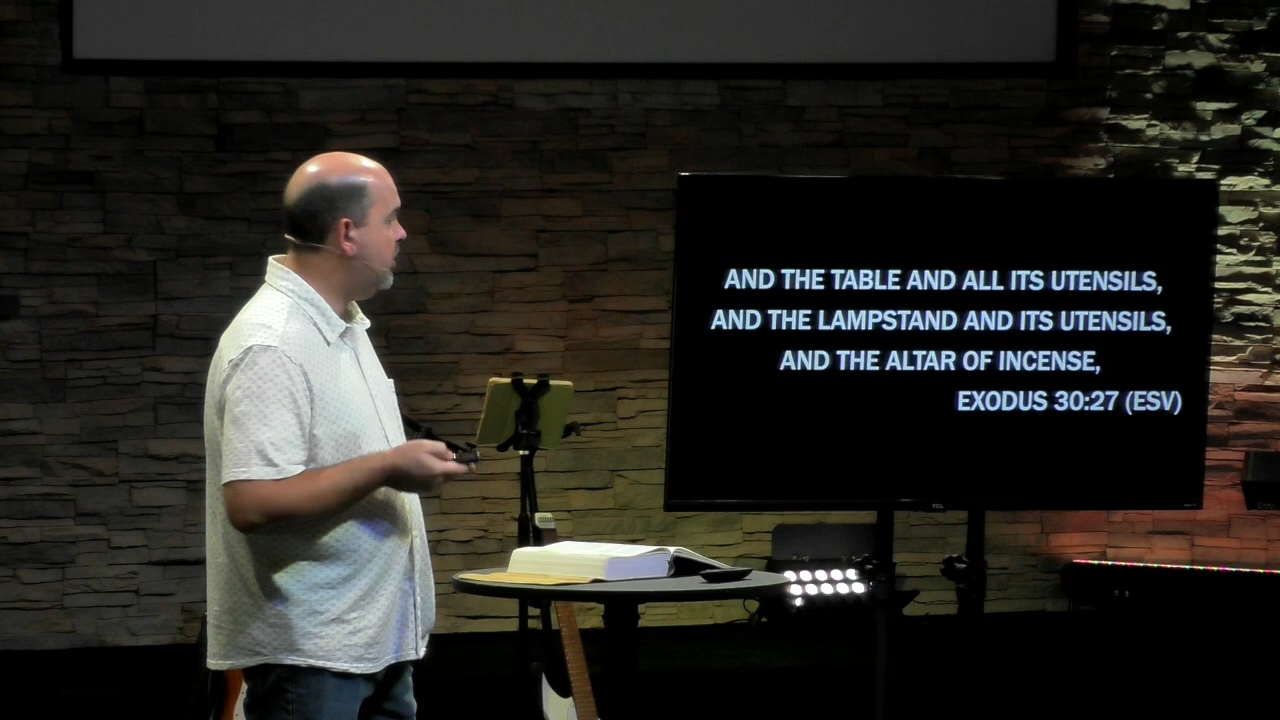 AND THE TABLE AND ALL ITS UTENSILS,
AND THE LAMPSTAND AND ITS UTENSILS,
AND THE ALTAR OF INCENSE,
EXODUS 30:27 (ESV)
TCL